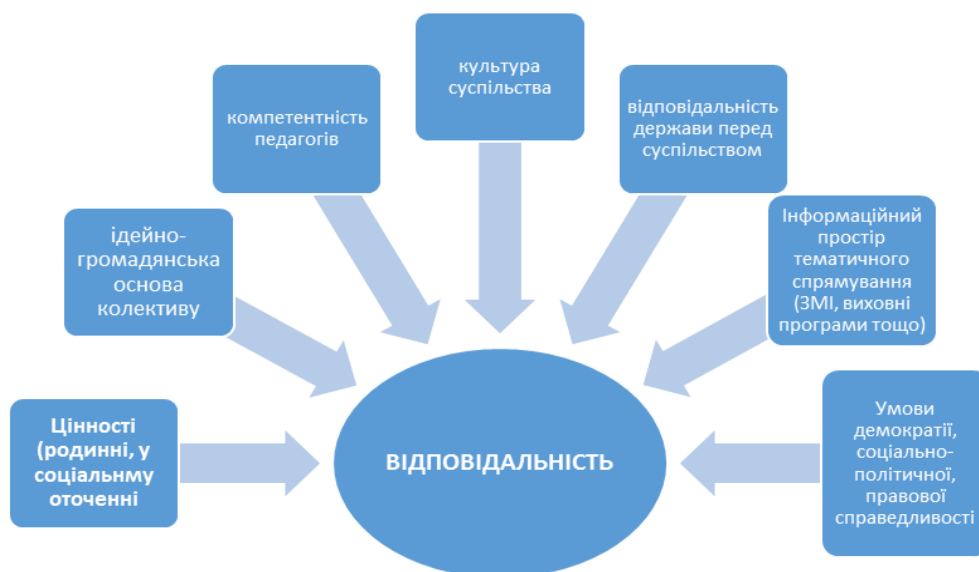 Цінності
(родинні, у
соціальнму
оточенні
ідейно-
громадянська
основа
колективу
компетентність
педагогів
культура
суспільства
відповідальність
держави перед
суспільством
Інформаційний
простір
тематичного
спрямування
(ЗМІ, виховні
програми тощо)
Умови
демократії,
соціально-
політичної,
правової
справедливості
ВІДПОВІДАЛЬНІСТЬ